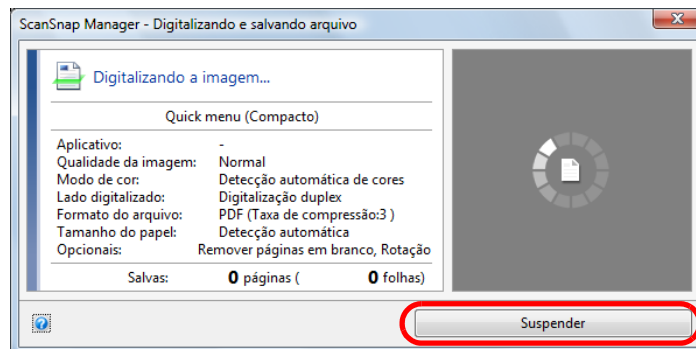 ScanSnap Manager - Digitalizando e salvando arquivo
Digitalizando a imagem...
Quick menu (Compacto)
Aplicativo: -
Qualidade da imagem: Normal
Modo de cor: Detecção automática de cores
Lado digitalizado: Digitalização duplex
Formato do arquivo: PDF (Taxa de compressão:3 )
Tamanho do papel: Detecção automática
Opcionais: Remover páginas em branco, Rotação
Salvas: 0 páginas ( 0 folhas)
Suspender